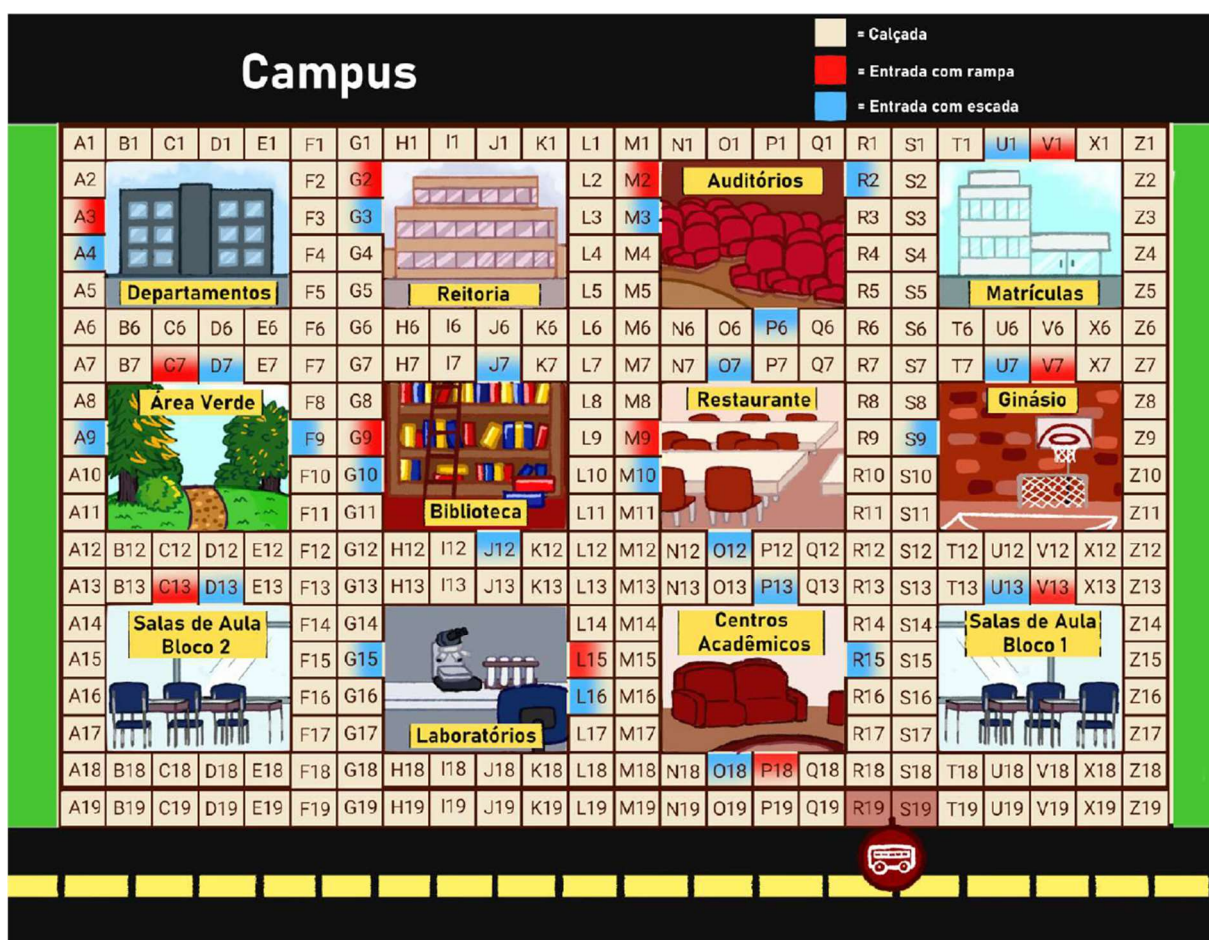 Campus
= Calçada
= Entrada com rampa
= Entrada com escada
A1 B1 C1 D1 E1 F1 G1 H1 I1 J1 K1 L1 M1 N1 O1 P1 Q1 R1 S1 T1 U1 V1 X1 Z1
A2 F2 G2 L2 M2 Auditórios R2 S2 Z2
A3 F3 G3 L3 M3 R3 S3 Z3
A4 F4 G4 L4 M4 R4 S4 Z4
A5 Departamentos F5 G5 Reitoria L5 M5 R5 S5 Matrículas Z5
A6 B6 C6 D6 E6 F6 G6 H6 I6 J6 K6 L6 M6 N6 O6 P6 Q6 R6 S6 T6 U6 V6 X6 Z6
A7 B7 C7 D7 E7 F7 G7 H7 I7 J7 K7 L7 M7 N7 O7 P7 Q7 R7 S7 T7 U7 V7 X7 Z7
A8 Área Verde F8 G8 L8 M8 Restaurante R8 S8 Ginásio Z8
A9 F9 G9 L9 M9 R9 S9 Z9
A10 F10 G10 L10 M10 R10 S10 Z10
A11 F11 G11 Biblioteca L11 M11 R11 S11 Z11
A12 B12 C12 D12 E12 F12 G12 H12 I12 J12 K12 L12 M12 N12 O12 P12 Q12 R12 S12 T12 U12 V12 X12 Z12
A13 B13 C13 D13 E13 F13 G13 H13 I13 J13 K13 L13 M13 N13 O13 P13 Q13 R13 S13 T13 U13 V13 X13 Z13
A14 Salas de Aula F14 G14 L14 M14 Centros R14 S14 Salas de Aula Z14
Bloco 2 Acadêmicos Bloco 1
A15 F15 G15 L15 M15 R15 S15 Z15
A16 F16 G16 L16 M16 R16 S16 Z16
A17 F17 G17 Laboratórios L17 M17 R17 S17 Z17
A18 B18 C18 D18 E18 F18 G18 H18 I18 J18 K18 L18 M18 N18 O18 P18 Q18 R18 S18 T18 U18 V18 X18 Z18
A19 B19 C19 D19 E19 F19 G19 H19 I19 J19 K19 L19 M19 N19 O19 P19 Q19 R19 S19 T19 U19 V19 X19 Z19